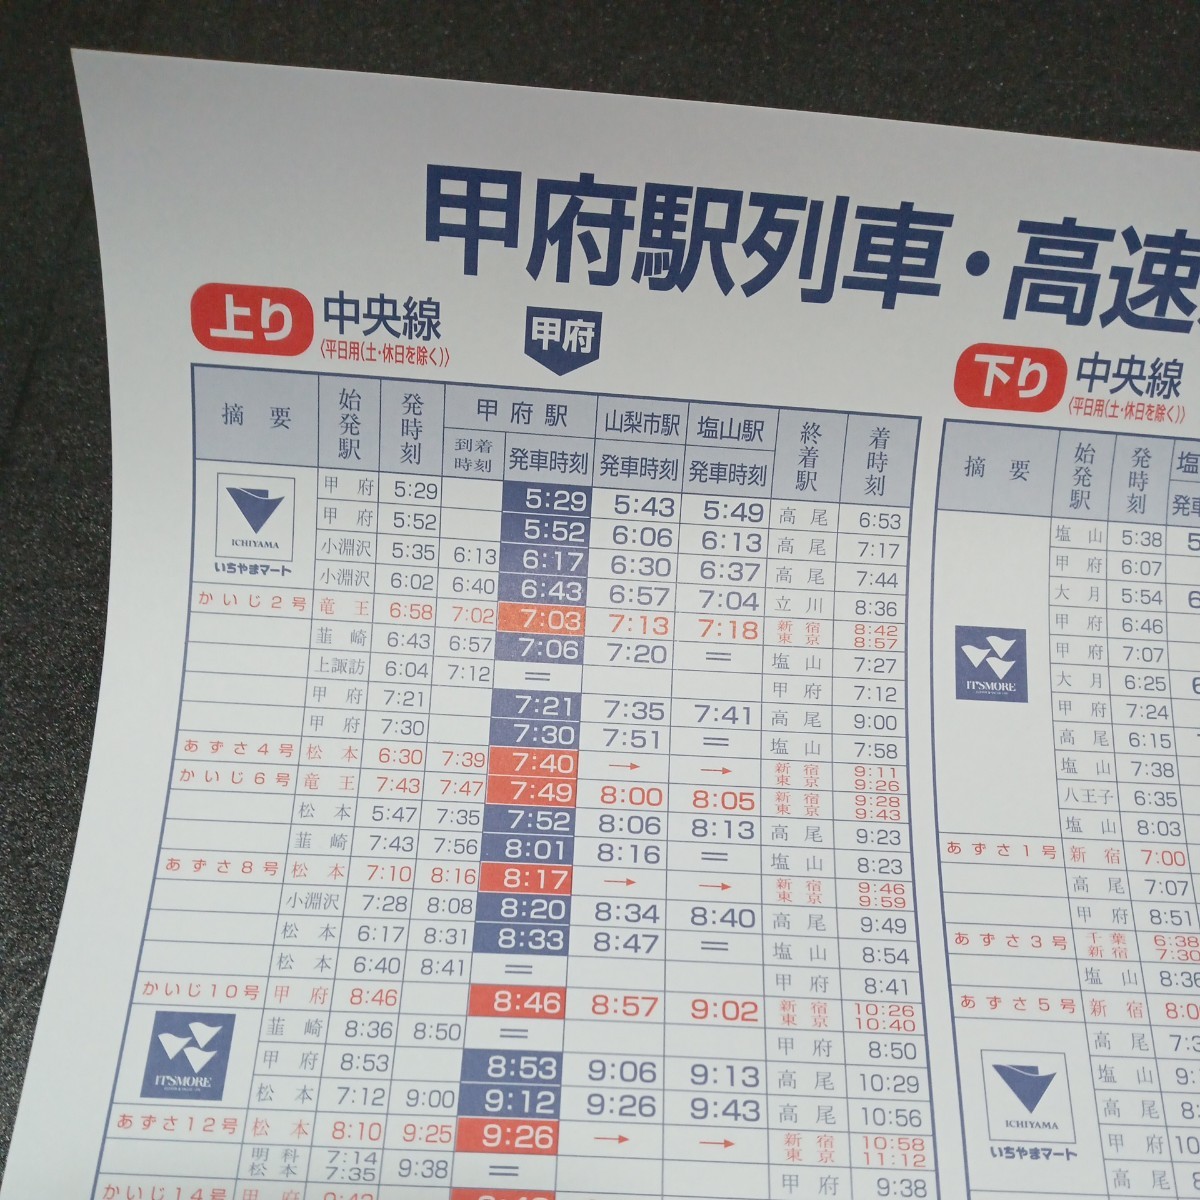 甲府駅列車・高速
上り 中央線
〈平日用(土・休日を除く)〉
甲府
摘要 始発駅 発時刻 甲府駅 山梨市駅 塩山駅 終着駅 着時刻
到着時刻 発車時刻 発車時刻 発車時刻
甲府 5:29 5:29 5:43 5:49 高尾 6:53
甲府 5:52 5:52 6:06 6:13 高尾 7:17
小淵沢 5:35 6:13 6:17 6:30 6:37 高尾 7:44
小淵沢 6:02 6:40 6:43 6:57 7:04 立川 8:36
ICHIYAMA
いちやまマート
かいじ2号 竜王 6:58 7:02 7:03 7:13 7:18 新宿 8:42
東京 8:57
韮崎 6:43 6:57 7:06 7:20 = 塩山 7:27
上諏訪 6:04 7:12 = 甲府 7:12
甲府 7:21 7:21 7:35 7:41 高尾 9:00
甲府 7:30 7:30 7:51 = 塩山 7:58
あずさ4号 松本 6:30 7:39 7:40 → → 新宿 9:11
東京 9:26
かいじ6号 竜王 7:43 7:47 7:49 8:00 8:05 新宿 9:28
東京 9:43
松本 5:47 7:35 7:52 8:06 8:13 高尾 9:23
韮崎 7:43 7:56 8:01 8:16 = 塩山 8:23
あずさ8号 松本 7:10 8:16 8:17 → → 新宿 9:46
東京 9:59
小淵沢 7:28 8:08 8:20 8:34 8:40 高尾 9:49
松本 6:17 8:31 8:33 8:47 = 塩山 8:54
松本 6:40 8:41 = 甲府 8:41
かいじ10号 甲府 8:46 8:46 8:57 9:02 新宿 10:26
東京 10:40
韮崎 8:36 8:50 = 甲府 8:50
甲府 8:53 8:53 9:06 9:13 高尾 10:29
松本 7:12 9:00 9:12 9:26 9:43 高尾 10:56
IT'SMORE
あずさ12号 松本 8:10 9:25 9:26 → → 新宿 10:58
東京 11:12
明科 7:14
松本 7:35 9:38 = 甲府 9:38
かいじ14号 甲府
下り 中央線
〈平日用(土・休日を除く)〉
摘要 始発駅 発時刻 塩
発車
塩山 5:38
甲府 6:07
大月 5:54
甲府 6:46
甲府 7:07
大月 6:25
甲府 7:24
高尾 6:15
塩山 7:38
八王子 6:35
塩山 8:03
IT'SMORE
あずさ1号 新宿 7:00
高尾 7:07
甲府 8:51
あずさ3号 千葉 6:38
新宿 7:30
塩山 8:36
あずさ5号 新宿 8:0
高尾 7:3
塩山 9:
高尾 8:
甲府 10
高尾 9
ICHIYAMA
いちやまマート